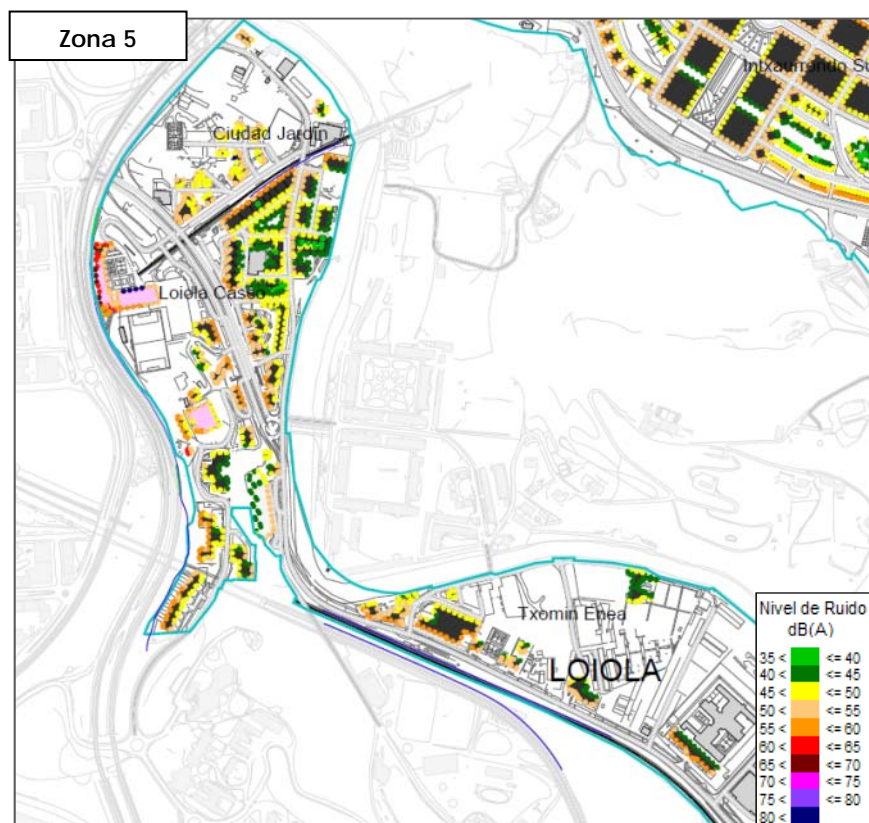 Zona 5
Intxaurrondo Su
Ciudad Jardín
Loiola Casco
Txomin Enea
LOIOLA
Nivel de Ruido
dB(A)
35 < <= 40
40 < <= 45
45 < <= 50
50 < <= 55
55 < <= 60
60 < <= 65
65 < <= 70
70 < <= 75
75 < <= 80
80 <